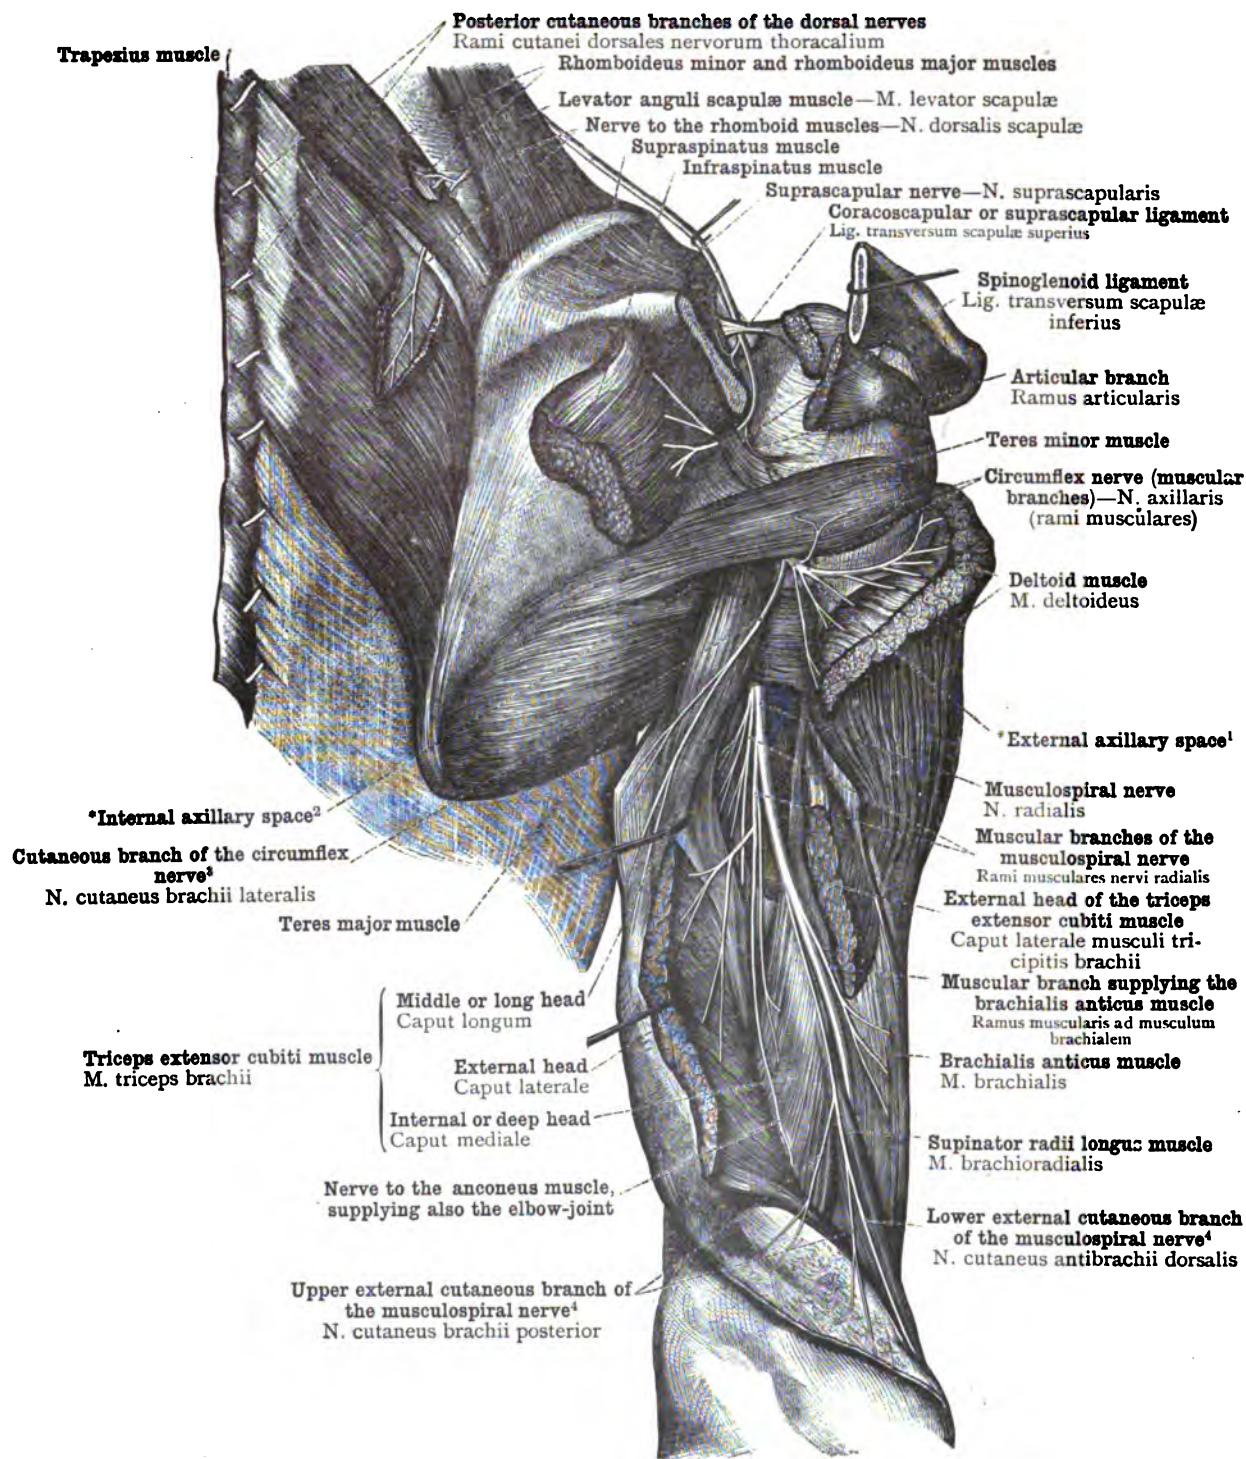 Posterior cutaneous branches of the dorsal nerves
Rami cutanei dorsales nervorum thoracalium
Trapezius muscle
Rhomboideus minor and rhomboideus major muscles
Levator anguli scapulæ muscle—M. levator scapulæ
Nerve to the rhomboid muscles—N. dorsalis scapulæ
Supraspinatus muscle
Infraspinatus muscle
Suprascapular nerve—N. suprascapularis
Coracoscapular or suprascapular ligament
Lig. transversum scapulæ superius
Spinoglenoid ligament
Lig. transversum scapulæ
inferius
Articular branch
Ramus articularis
Teres minor muscle
Circumflex nerve (muscular
branches)—N. axillaris
(rami musculares)
Deltoid muscle
M. deltoideus
*External axillary space¹
Musculospiral nerve
N. radialis
Muscular branches of the
musculospiral nerve
Rami musculares nervi radialis
External head of the triceps
extensor cubiti muscle
Caput laterale musculi tri-
cipitis brachii
Muscular branch supplying the
brachialis anticus muscle
Ramus muscularis ad musculum
brachialem
Brachialis anticus muscle
M. brachialis
Supinator radii longus muscle
M. brachioradialis
Lower external cutaneous branch
of the musculospiral nerve⁴
N. cutaneus antibrachii dorsalis
*Internal axillary space²
Cutaneous branch of the circumflex
nerve³
N. cutaneus brachii lateralis
Teres major muscle
Middle or long head
Caput longum
Triceps extensor cubiti muscle
M. triceps brachii
External head
Caput laterale
Internal or deep head
Caput mediale
Nerve to the anconeus muscle,
supplying also the elbow-joint
Upper external cutaneous branch of
the musculospiral nerve⁴
N. cutaneus brachii posterior